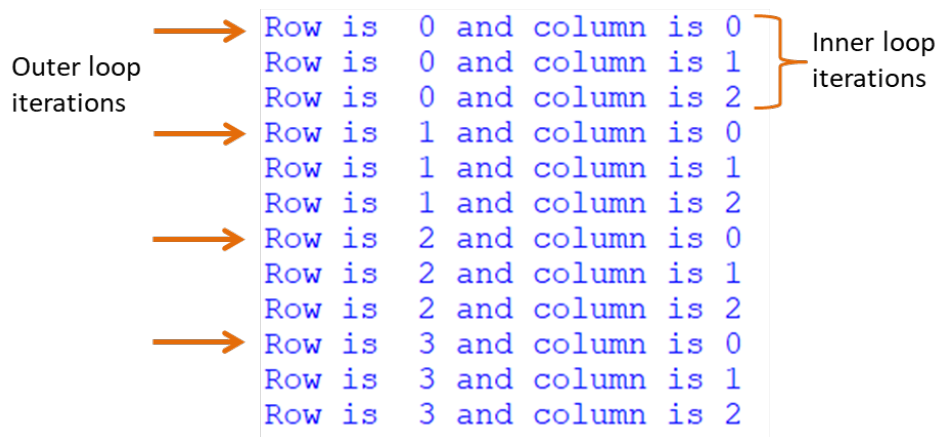 Outer loop
iterations
Row is  0 and column is 0
Row is  0 and column is 1
Row is  0 and column is 2
Row is  1 and column is 0
Row is  1 and column is 1
Row is  1 and column is 2
Row is  2 and column is 0
Row is  2 and column is 1
Row is  2 and column is 2
Row is  3 and column is 0
Row is  3 and column is 1
Row is  3 and column is 2
Inner loop
iterations